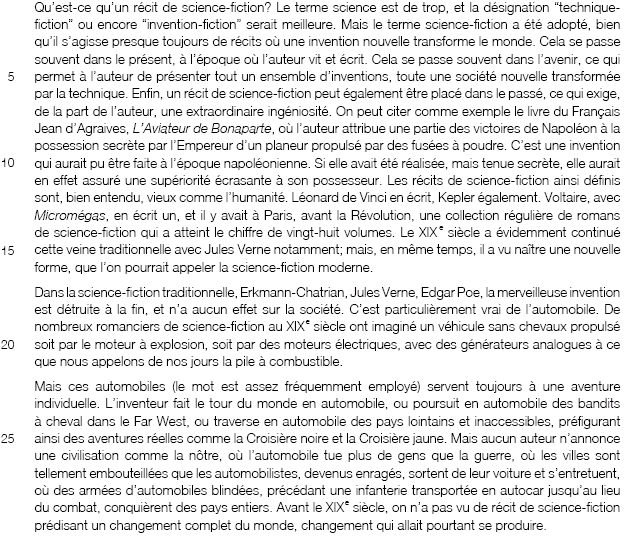 Qu'est-ce qu'un récit de science-fiction? Le terme science est de trop, et la désignation “technique-
fiction” ou encore “invention-fiction” serait meilleure. Mais le terme science-fiction a été adopté, bien
qu'il s'agisse presque toujours de récits où une invention nouvelle transforme le monde. Cela se passe
souvent dans le présent, à l'époque où l'auteur vit et écrit. Cela se passe souvent dans l'avenir, ce qui
5 permet à l'auteur de présenter tout un ensemble d'inventions, toute une société nouvelle transformée
par la technique. Enfin, un récit de science-fiction peut également être placé dans le passé, ce qui exige,
de la part de l'auteur, une extraordinaire ingéniosité. On peut citer comme exemple le livre du Français
Jean d'Agraives, L'Aviateur de Bonaparte, où l'auteur attribue une partie des victoires de Napoléon à la
possession secrète par l'Empereur d'un planeur propulsé par des fusées à poudre. C'est une invention
10 qui aurait pu être faite à l'époque napoléonienne. Si elle avait été réalisée, mais tenue secrète, elle aurait
en effet assuré une supériorité écrasante à son possesseur. Les récits de science-fiction ainsi définis
sont, bien entendu, vieux comme l'humanité. Léonard de Vinci en écrit, Kepler également. Voltaire, avec
Micromégas, en écrit un, et il y avait à Paris, avant la Révolution, une collection régulière de romans
de science-fiction qui a atteint le chiffre de vingt-huit volumes. Le XIXe siècle a évidemment continué
15 cette veine traditionnelle avec Jules Verne notamment; mais, en même temps, il a vu naître une nouvelle
forme, que l'on pourrait appeler la science-fiction moderne.
Dans la science-fiction traditionnelle, Erkmann-Chatrian, Jules Verne, Edgar Poe, la merveilleuse invention
est détruite à la fin, et n'a aucun effet sur la société. C'est particulièrement vrai de l'automobile. De
nombreux romanciers de science-fiction au XIXe siècle ont imaginé un véhicule sans chevaux propulsé
20 soit par le moteur à explosion, soit par des moteurs électriques, avec des générateurs analogues à ce
que nous appelons de nos jours la pile à combustible.
Mais ces automobiles (le mot est assez fréquemment employé) servent toujours à une aventure
individuelle. L'inventeur fait le tour du monde en automobile, ou poursuit en automobile des bandits
à cheval dans le Far West, ou traverse en automobile des pays lointains et inaccessibles, préfigurant
25 ainsi des aventures réelles comme la Croisière noire et la Croisière jaune. Mais aucun auteur n'annonce
une civilisation comme la nôtre, où l'automobile tue plus de gens que la guerre, où les villes sont
tellement embouteillées que les automobilistes, devenus enragés, sortent de leur voiture et s'entretuent,
où des armées d'automobiles blindées, précédant une infanterie transportée en autocar jusqu'au lieu
du combat, conquièrent des pays entiers. Avant le XIXe siècle, on n'a pas vu de récit de science-fiction
prédisant un changement complet du monde, changement qui allait pourtant se produire.